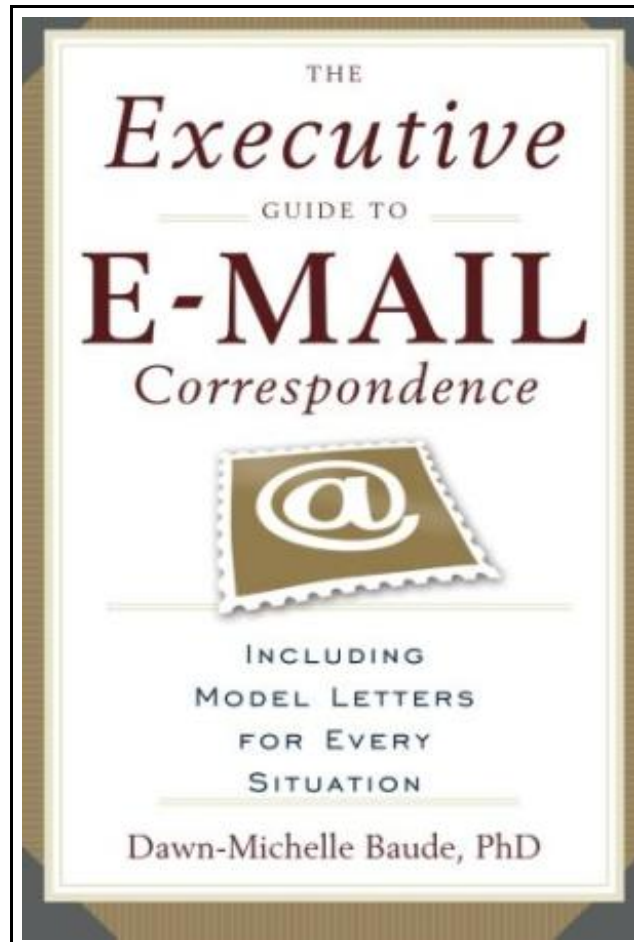 THE
Executive
GUIDE TO
E-MAIL
Correspondence
@
INCLUDING
MODEL LETTERS
FOR EVERY
SITUATION
Dawn-Michelle Baude, PhD